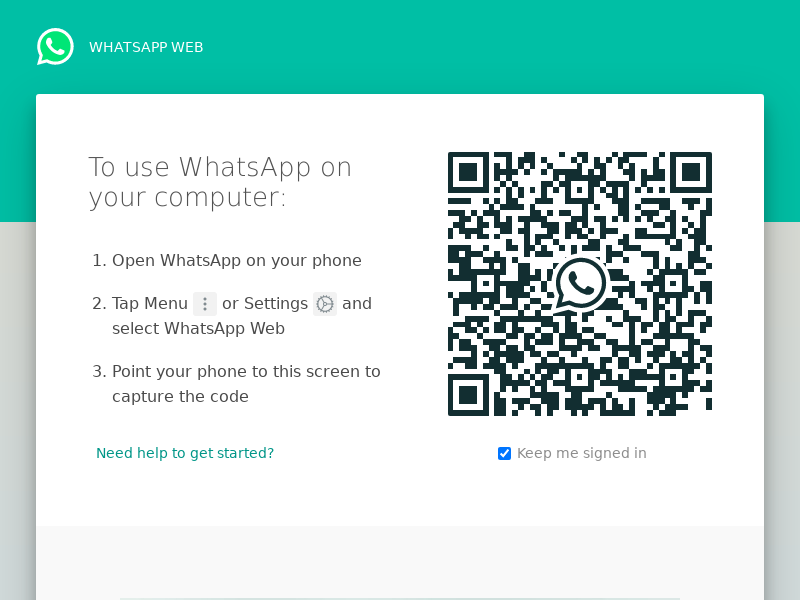 WHATSAPP WEB
To use WhatsApp on
your computer:
1. Open WhatsApp on your phone
2. Tap Menu or Settings and
select WhatsApp Web
3. Point your phone to this screen to
capture the code
Need help to get started?
Keep me signed in